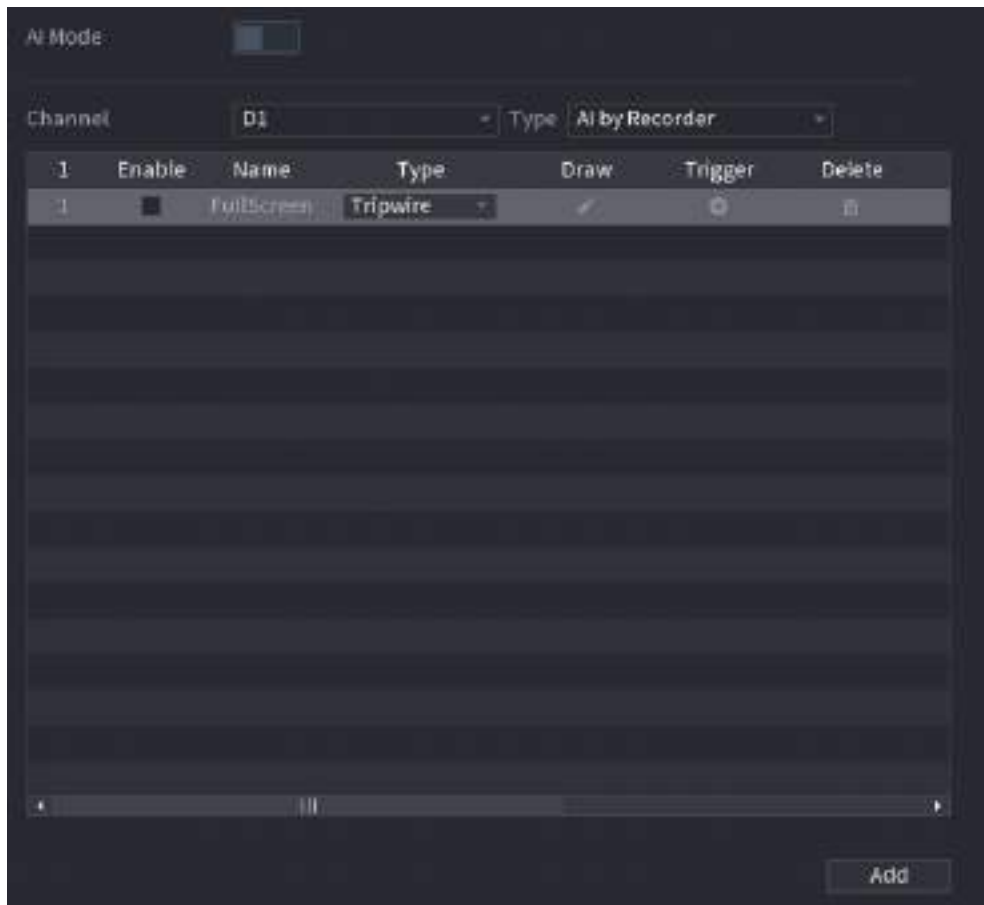 AI Mode
Channel D1 Type AI by Recorder
1 Enable Name Type Draw Trigger Delete
1 FullScreen Tripwire
Add